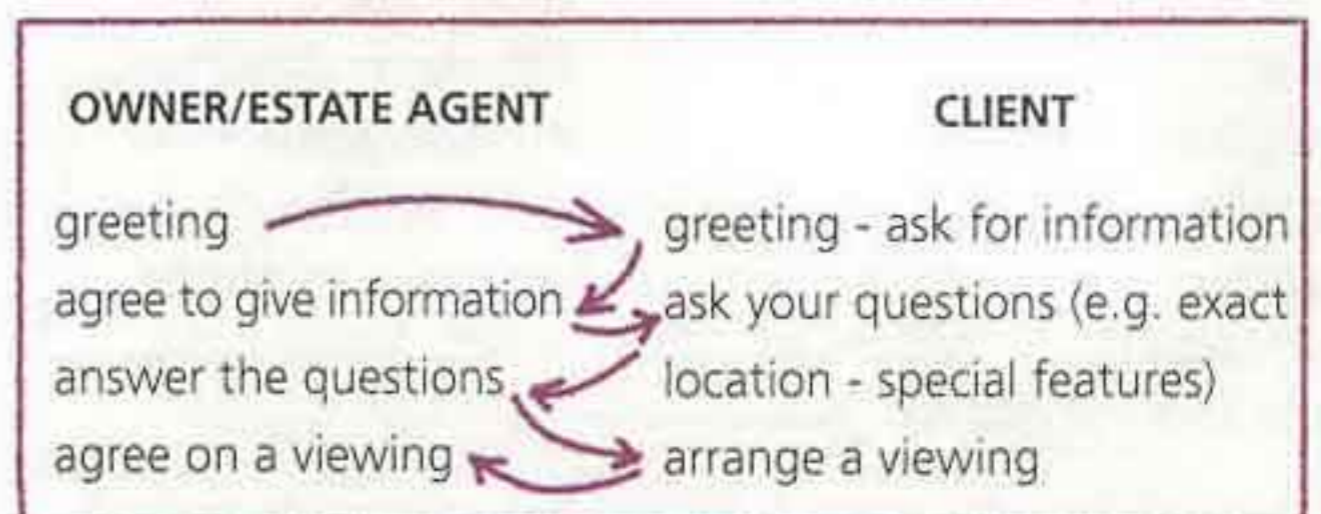 OWNER/ESTATE AGENT CLIENT
greeting greeting - ask for information
agree to give information ask your questions (e.g. exact
answer the questions location - special features)
agree on a viewing arrange a viewing